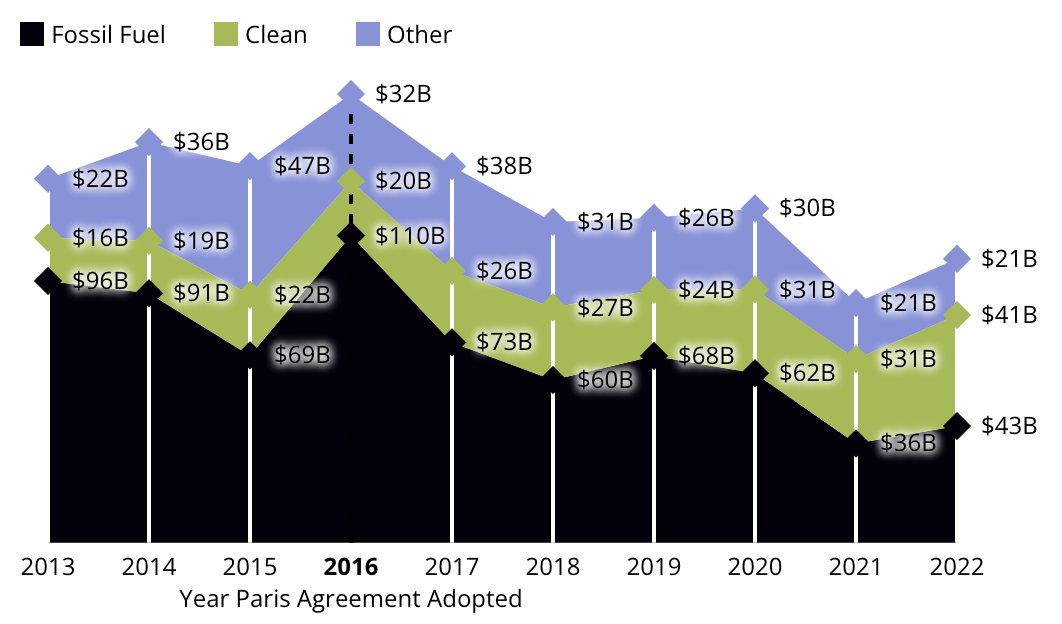 Fossil Fuel Clean Other
$32B
$36B
$47B
$38B
$22B
$20B
$31B
$26B
$30B
$16B
$19B
$110B
$21B
$96B
$91B
$22B
$26B
$27B
$24B
$31B
$21B
$41B
$69B
$73B
$60B
$68B
$62B
$31B
$36B
$43B
2013 2014 2015 2016 2017 2018 2019 2020 2021 2022
Year Paris Agreement Adopted